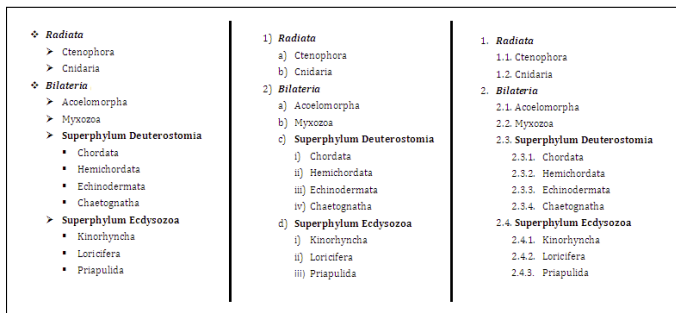 ❖ Radiata
➤ Ctenophora
➤ Cnidaria
❖ Bilateria
➤ Acoelomorpha
➤ Myxozoa
➤ Superphylum Deuterostomia
▪ Chordata
▪ Hemichordata
▪ Echinodermata
▪ Chaetognatha
➤ Superphylum Ecdysozoa
▪ Kinorhyncha
▪ Loricifera
▪ Priapulida
1) Radiata
a) Ctenophora
b) Cnidaria
2) Bilateria
a) Acoelomorpha
b) Myxozoa
c) Superphylum Deuterostomia
i) Chordata
ii) Hemichordata
iii) Echinodermata
iv) Chaetognatha
d) Superphylum Ecdysozoa
i) Kinorhyncha
ii) Loricifera
iii) Priapulida
1. Radiata
1.1. Ctenophora
1.2. Cnidaria
2. Bilateria
2.1. Acoelomorpha
2.2. Myxozoa
2.3. Superphylum Deuterostomia
2.3.1. Chordata
2.3.2. Hemichordata
2.3.3. Echinodermata
2.3.4. Chaetognatha
2.4. Superphylum Ecdysozoa
2.4.1. Kinorhyncha
2.4.2. Loricifera
2.4.3. Priapulida